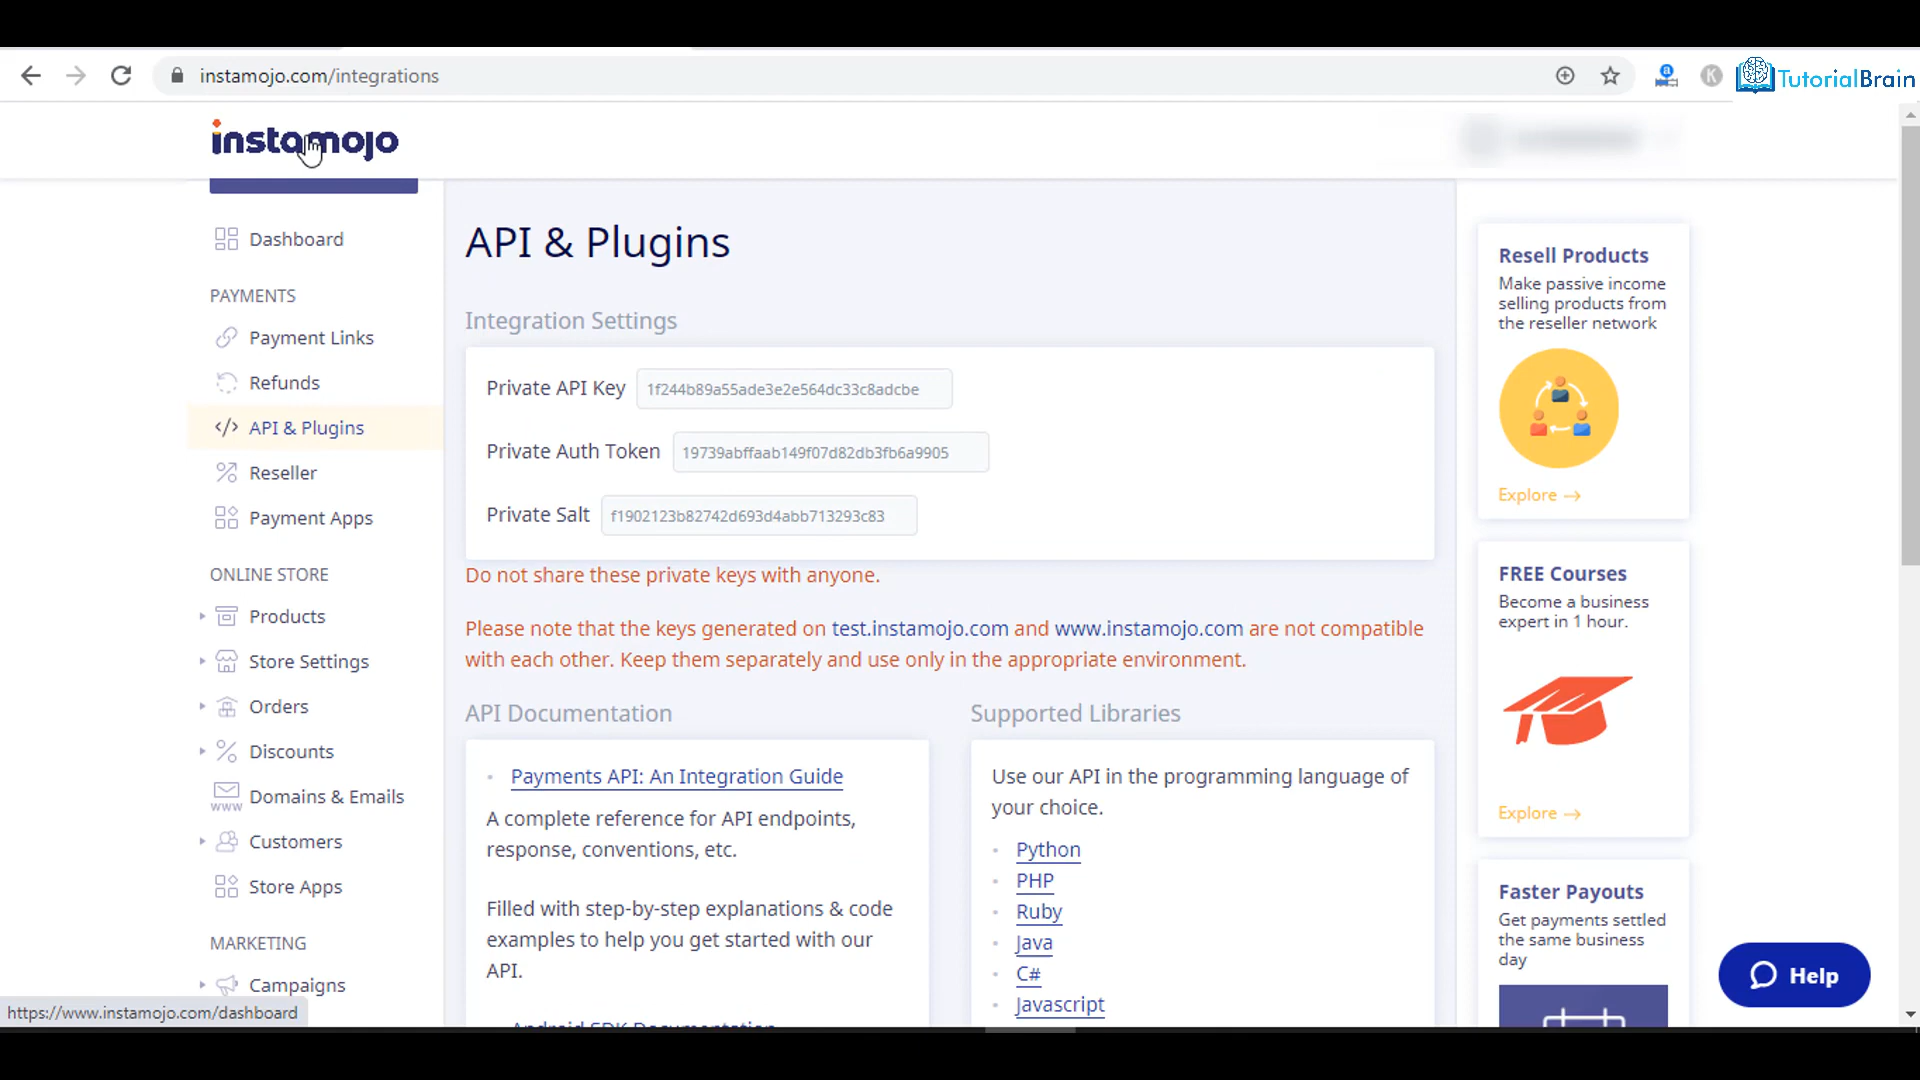 instamojo.com/integrations
TutorialBrain
instamojo
Dashboard
PAYMENTS
Payment Links
Refunds
API & Plugins
Reseller
Payment Apps
ONLINE STORE
Products
Store Settings
Orders
Discounts
Domains & Emails
Customers
Store Apps
MARKETING
Campaigns
https://www.instamojo.com/dashboard
API & Plugins
Integration Settings
Private API Key 1f244b89a55ade3e2e564dc33c8adcbe
Private Auth Token 19739abffaab149f07d82db3fb6a9905
Private Salt f1902123b82742d693d4abb713293c83
Do not share these private keys with anyone.
Please note that the keys generated on test.instamojo.com and www.instamojo.com are not compatible
with each other. Keep them separately and use only in the appropriate environment.
API Documentation
Payments API: An Integration Guide
A complete reference for API endpoints,
response, conventions, etc.
Filled with step-by-step explanations & code
examples to help you get started with our
API.
Android SDK Documentation
Supported Libraries
Use our API in the programming language of
your choice.
Python
PHP
Ruby
Java
C#
Javascript
Resell Products
Make passive income
selling products from
the reseller network
Explore →
FREE Courses
Become a business
expert in 1 hour.
Explore →
Faster Payouts
Get payments settled
the same business
day
Help